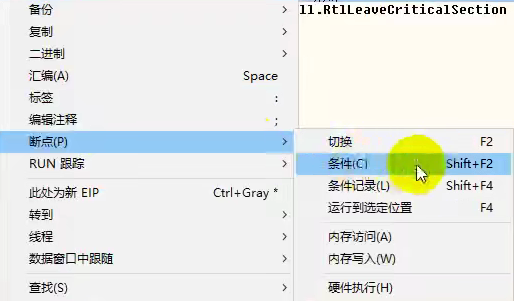 备份
复制
二进制
汇编(A) Space
标签 :
编辑注释 ;
断点(P)
RUN 跟踪
此处为新 EIP Ctrl+Gray *
转到
线程
数据窗口中跟随
查找(S)
ll.RtlLeaveCriticalSection
切换 F2
条件(C) Shift+F2
条件记录(L) Shift+F4
运行到选定位置 F4
内存访问(A)
内存写入(W)
硬件执行(H)